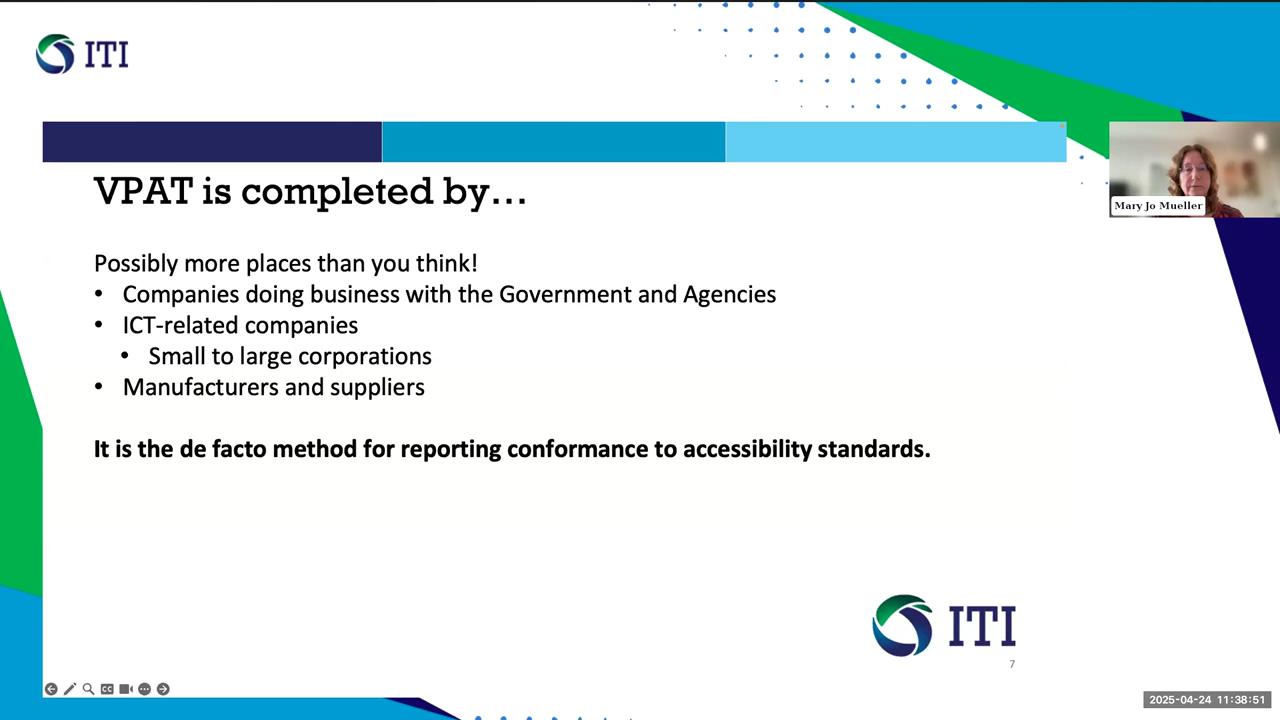 ITI
VPAT is completed by...
Mary Jo Mueller
Possibly more places than you think!
• Companies doing business with the Government and Agencies
• ICT-related companies
• Small to large corporations
• Manufacturers and suppliers
It is the de facto method for reporting conformance to accessibility standards.
ITI
7
CC
2025-04-24 11:38:51